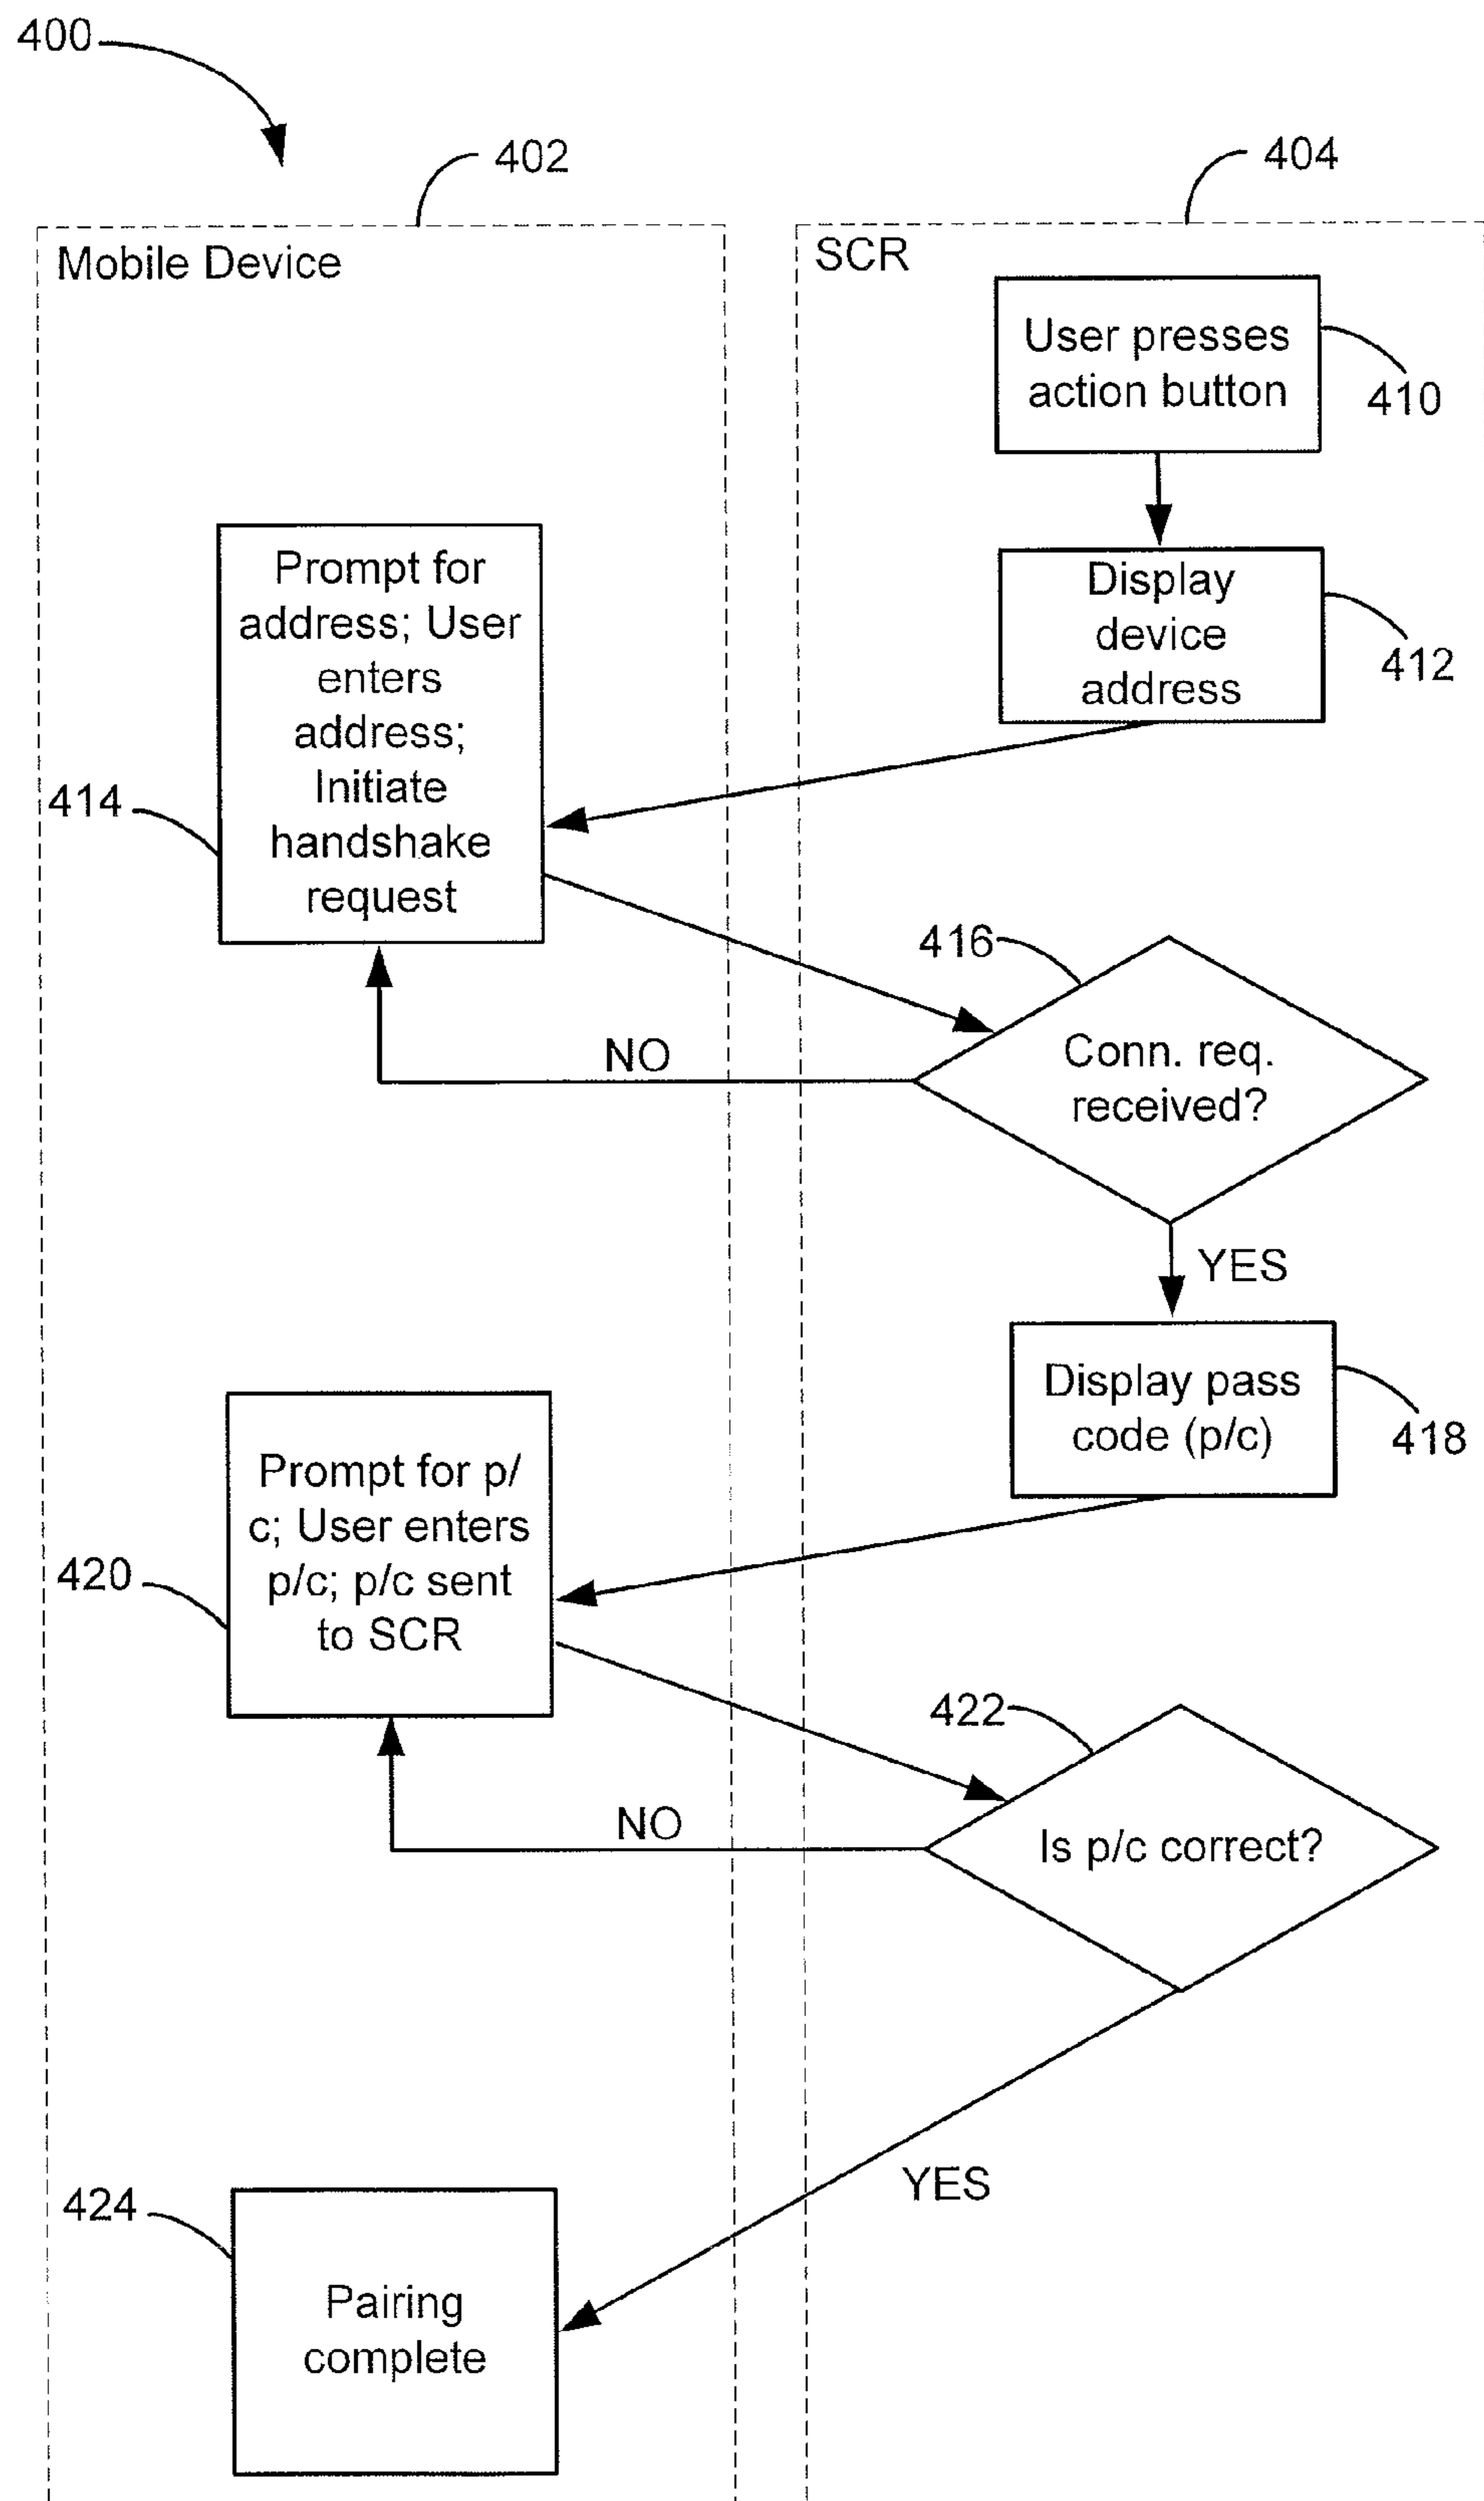 400
402
404
Mobile Device
SCR
User presses
action button
410
Display
device
address
412
Prompt for
address; User
enters
address;
Initiate
handshake
request
414
416
Conn. req.
received?
NO
YES
Display pass
code (p/c)
418
Prompt for p/
c; User enters
p/c; p/c sent
to SCR
420
422
Is p/c correct?
NO
YES
424
Pairing
complete